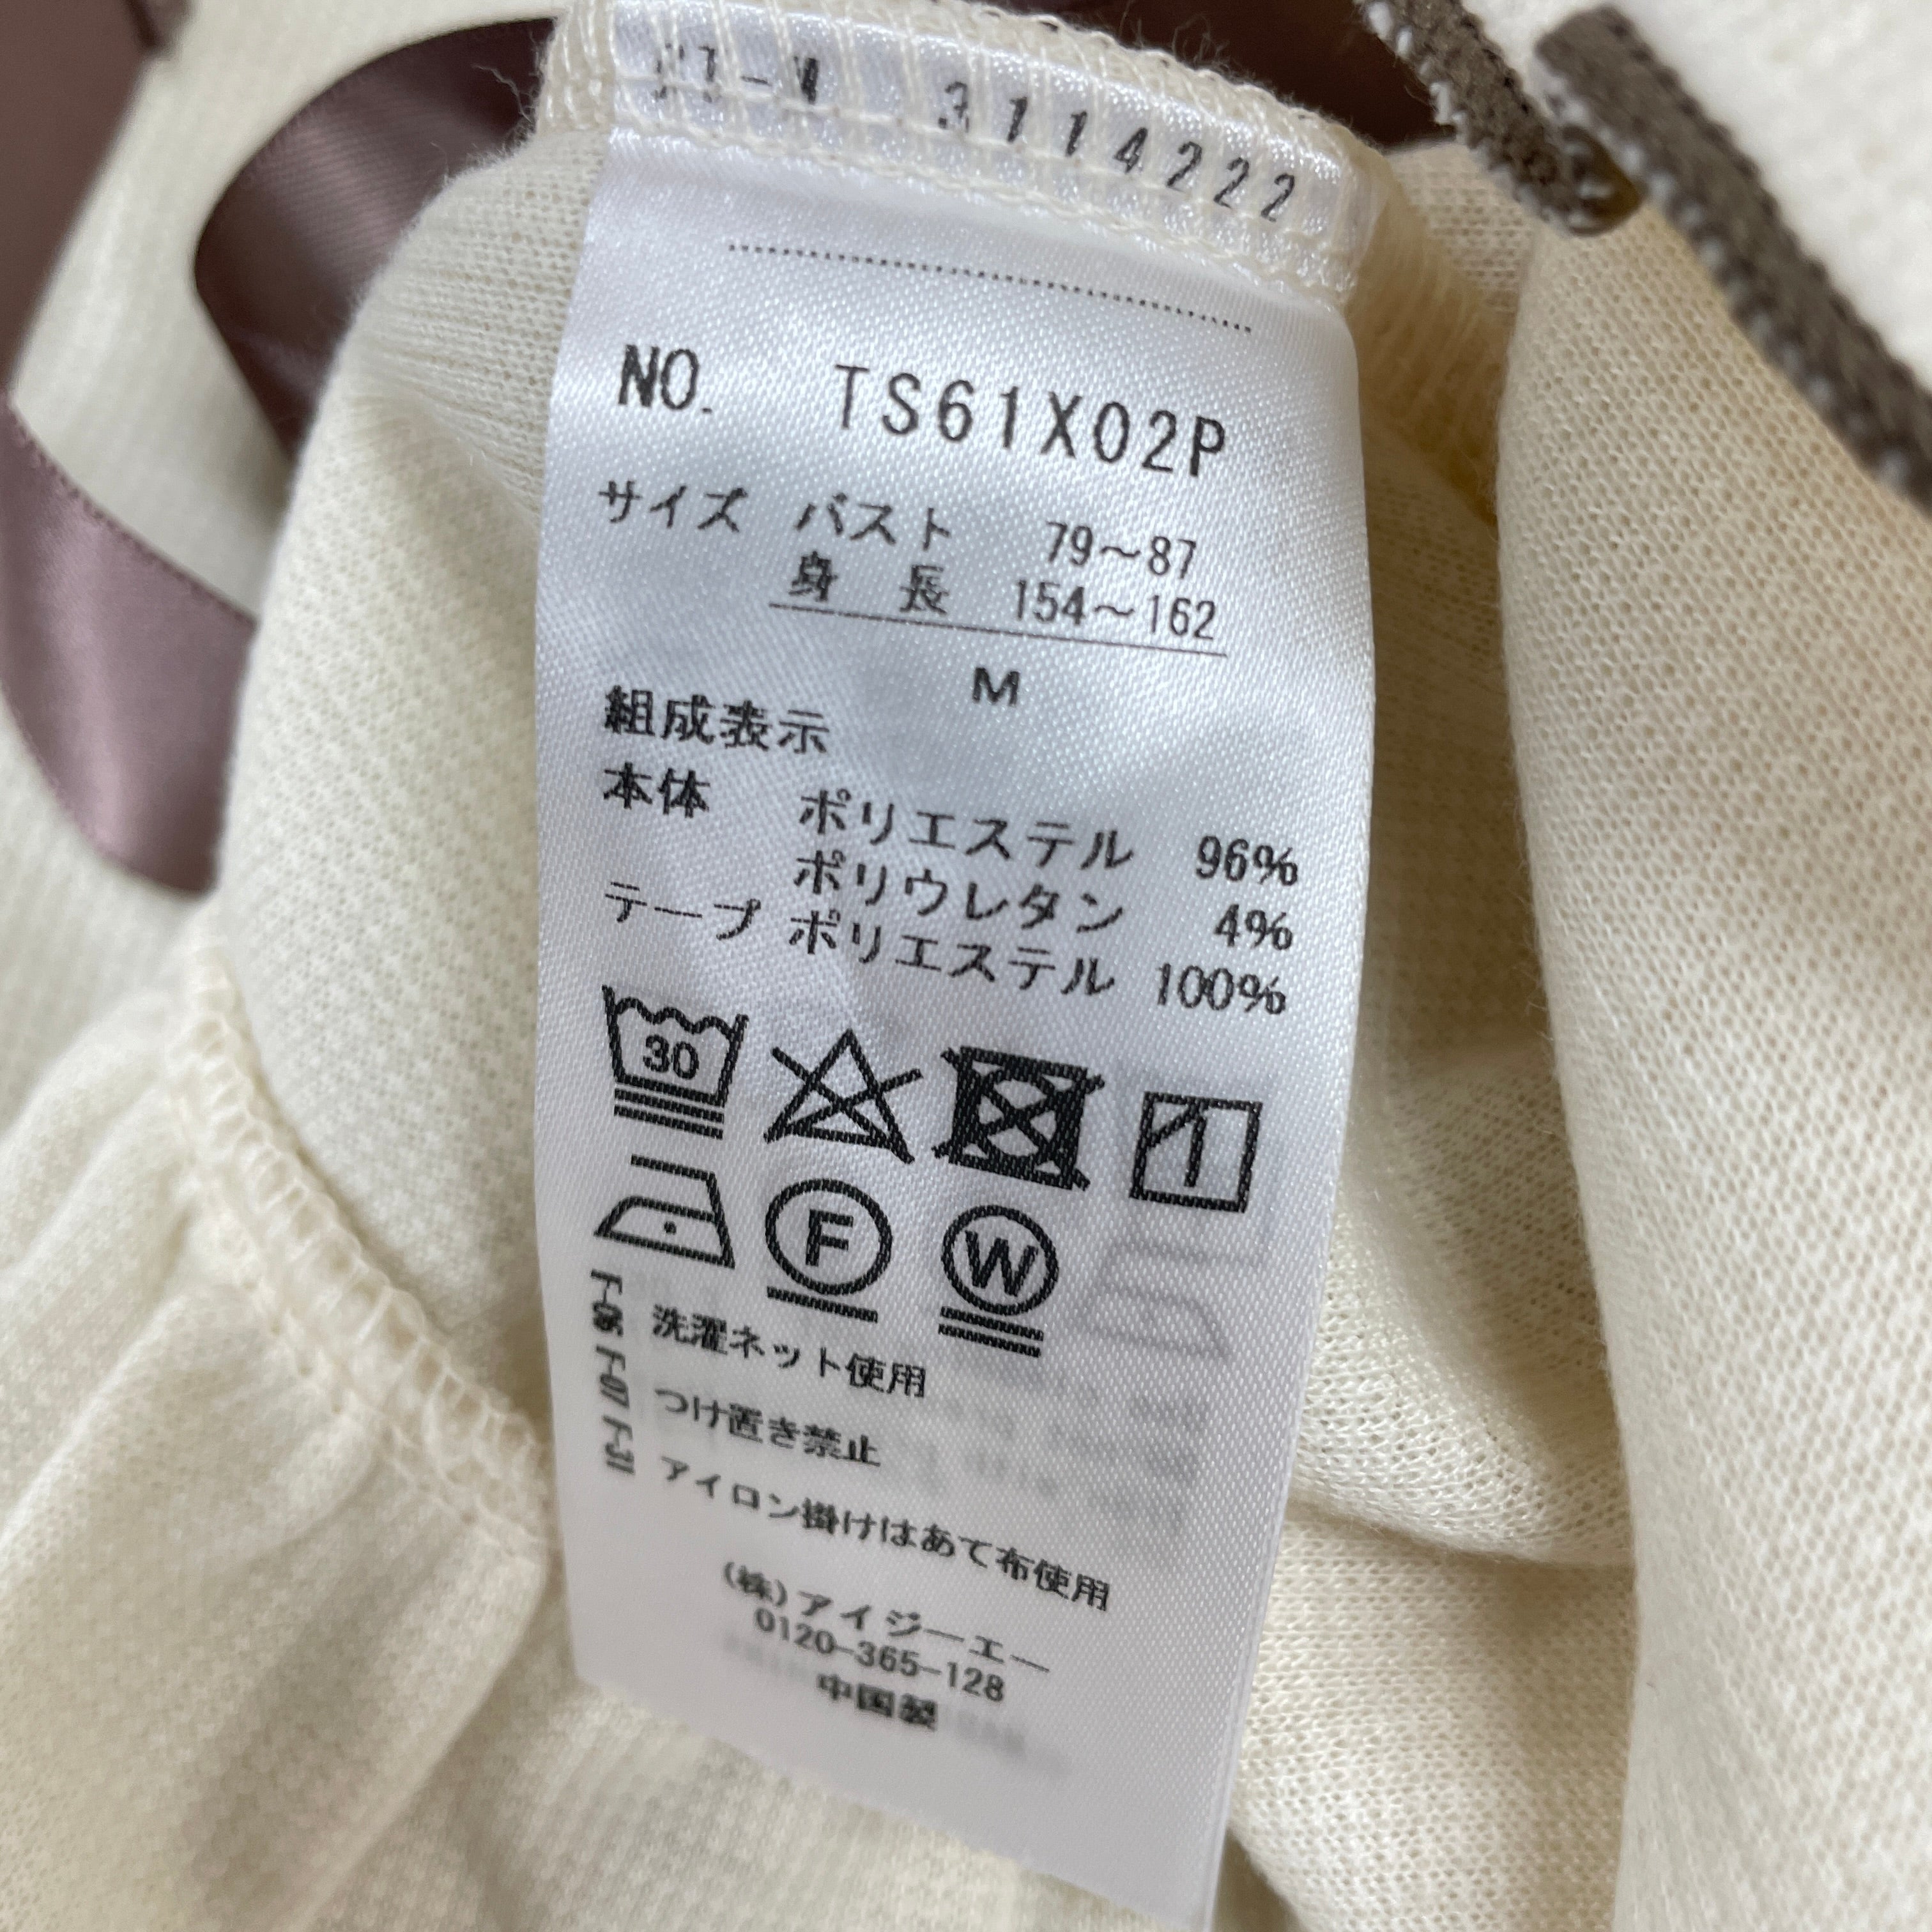 3114222
NO. TS61X02P
サイズ バスト 79～87
身 長 154～162
M
組成表示
本体 ポリエステル 96%
ポリウレタン 4%
テープ ポリエステル 100%
30
F W
洗濯ネット使用
つけ置き禁止
アイロン掛けはあて布使用
(株)アイジーエー
0120-365-128
中国製